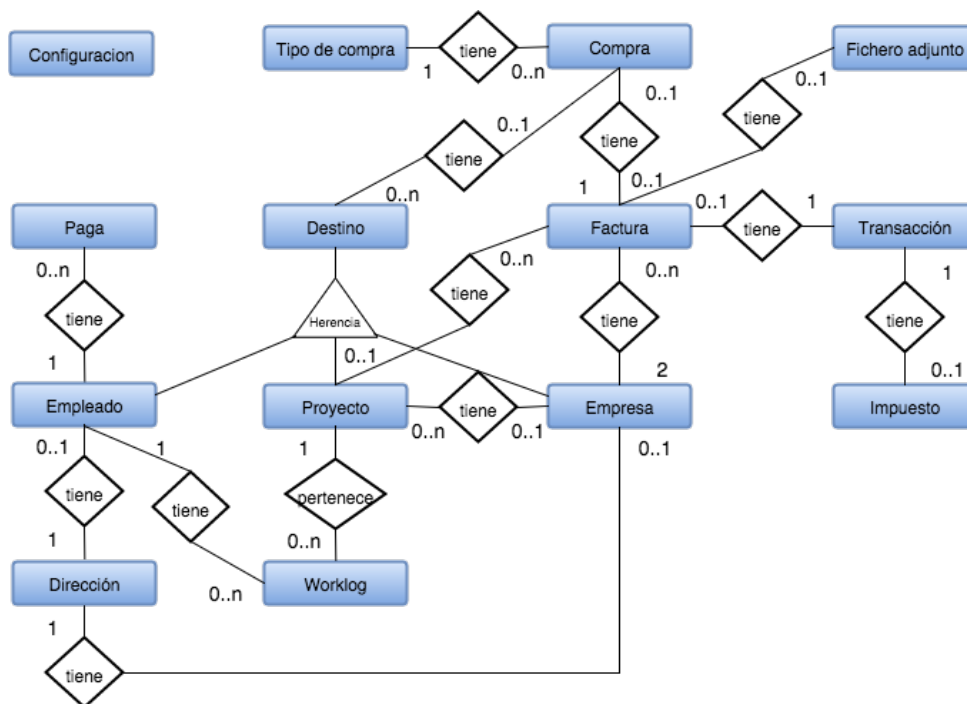 Configuracion
Tipo de compra
tiene
Compra
Fichero adjunto
1
0..n
0..1
0..1
tiene
tiene
0..1
tiene
0..n
1
0..1
Paga
Destino
Factura
0..1
tiene
1
Transacción
0..n
0..n
tiene
0..n
1
tiene
Herencia
tiene
tiene
1
0..1
2
0..1
Empleado
Proyecto
0..n
tiene
0..1
Empresa
Impuesto
0..1
1
1
0..1
tiene
pertenece
tiene
1
0..n
0..n
Dirección
Worklog
1
tiene